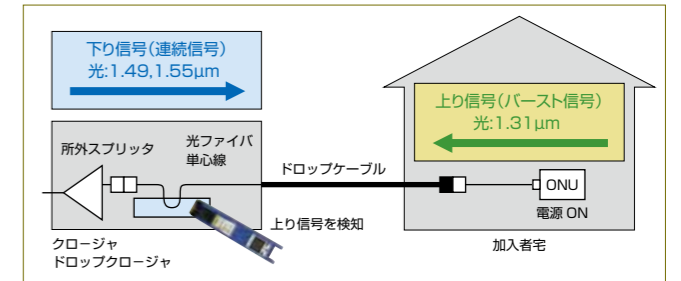 下り信号(連続信号)
光:1.49,1.55μm
上り信号(バースト信号)
光:1.31μm
所外スプリッタ
光ファイバ
単心線
ドロップケーブル
ONU
電源 ON
上り信号を検知
クロージャ
ドロップクロージャ
加入者宅